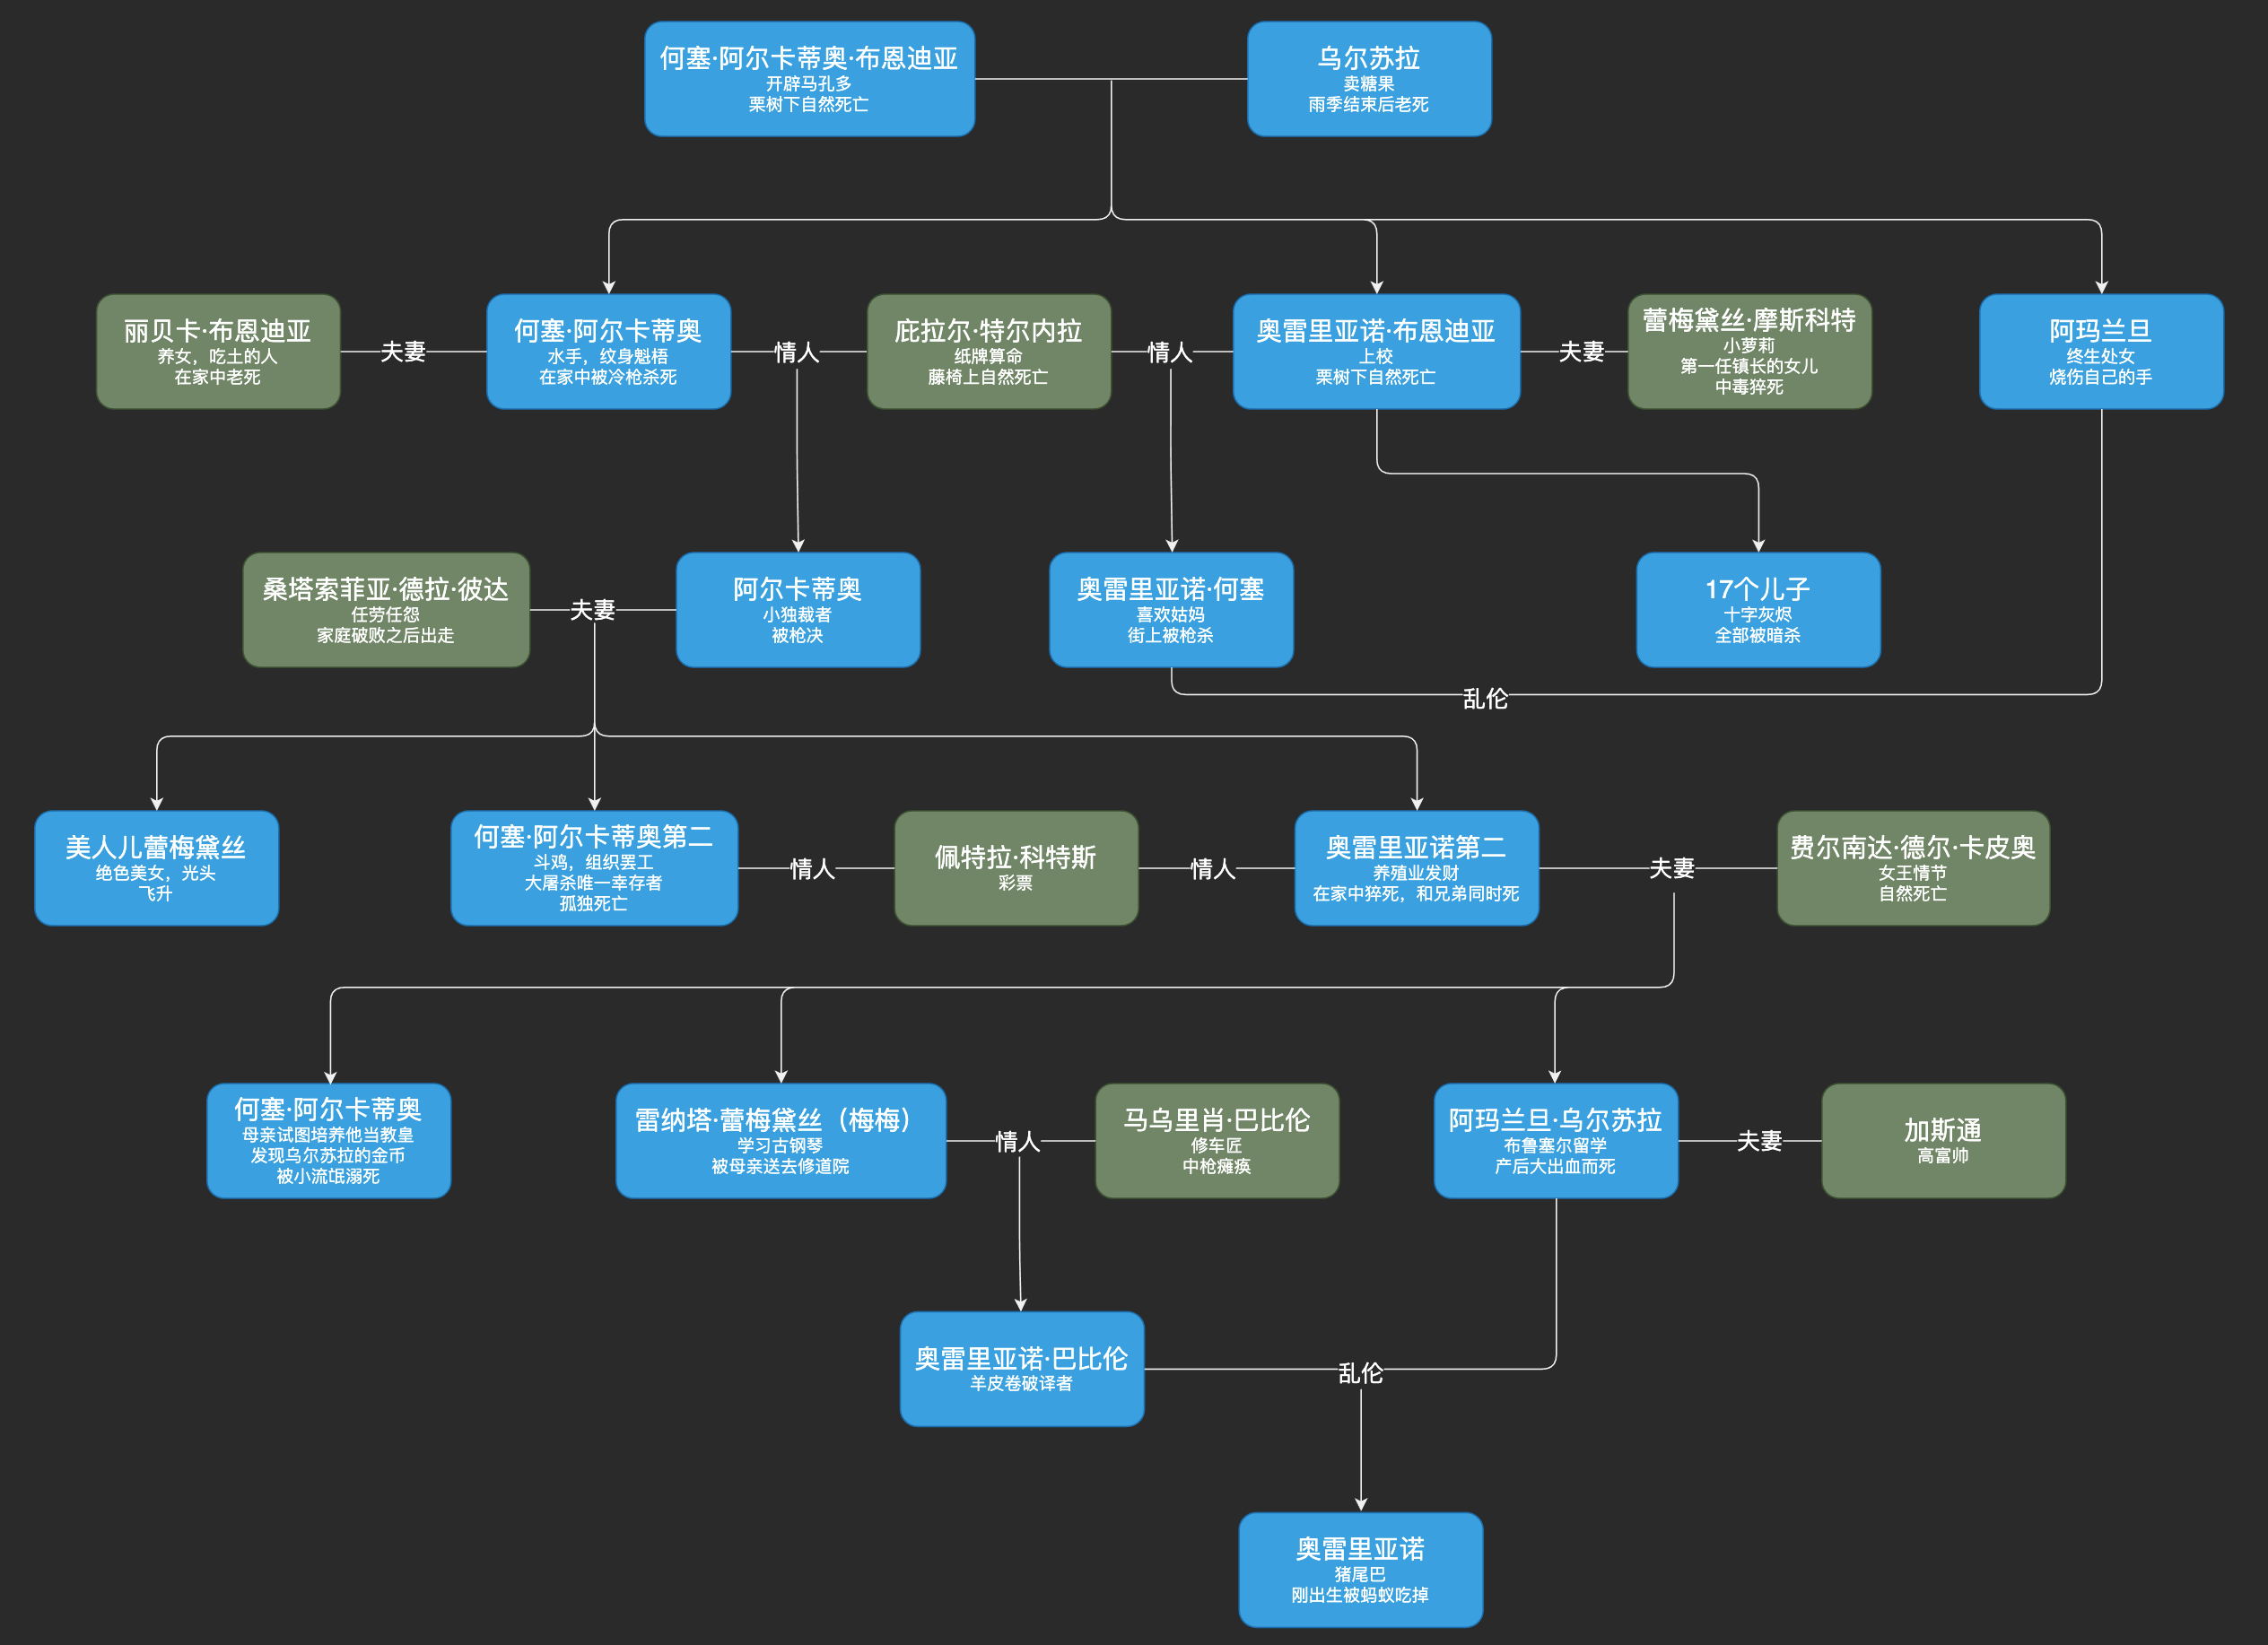 何塞·阿尔卡蒂奥·布恩迪亚
开辟马孔多
栗树下自然死亡
乌尔苏拉
卖糖果
雨季结束后老死
丽贝卡·布恩迪亚
养女，吃土的人
在家中老死
夫妻
何塞·阿尔卡蒂奥
水手，纹身魁梧
在家中被冷枪杀死
情人
庇拉尔·特尔内拉
纸牌算命
藤椅上自然死亡
情人
奥雷里亚诺·布恩迪亚
上校
栗树下自然死亡
夫妻
蕾梅黛丝·摩斯科特
小萝莉
第一任镇长的女儿
中毒猝死
阿玛兰旦
终生处女
烧伤自己的手
桑塔索菲亚·德拉·彼达
任劳任怨
家庭破败之后出走
夫妻
阿尔卡蒂奥
小独裁者
被枪决
奥雷里亚诺·何塞
喜欢姑妈
街上被枪杀
17个儿子
十字灰烬
全部被暗杀
乱伦
美人儿蕾梅黛丝
绝色美女，光头
飞升
何塞·阿尔卡蒂奥第二
斗鸡，组织罢工
大屠杀唯一幸存者
孤独死亡
情人
佩特拉·科特斯
彩票
情人
奥雷里亚诺第二
养殖业发财
在家中猝死，和兄弟同时死
夫妻
费尔南达·德尔·卡皮奥
女王情节
自然死亡
何塞·阿尔卡蒂奥
母亲试图培养他当教皇
发现乌尔苏拉的金币
被小流氓溺死
雷纳塔·蕾梅黛丝（梅梅）
学习古钢琴
被母亲送去修道院
情人
马乌里肖·巴比伦
修车匠
中枪瘫痪
阿玛兰旦·乌尔苏拉
布鲁塞尔留学
产后大出血而死
夫妻
加斯通
高富帅
奥雷里亚诺·巴比伦
羊皮卷破译者
乱伦
奥雷里亚诺
猪尾巴
刚出生被蚂蚁吃掉